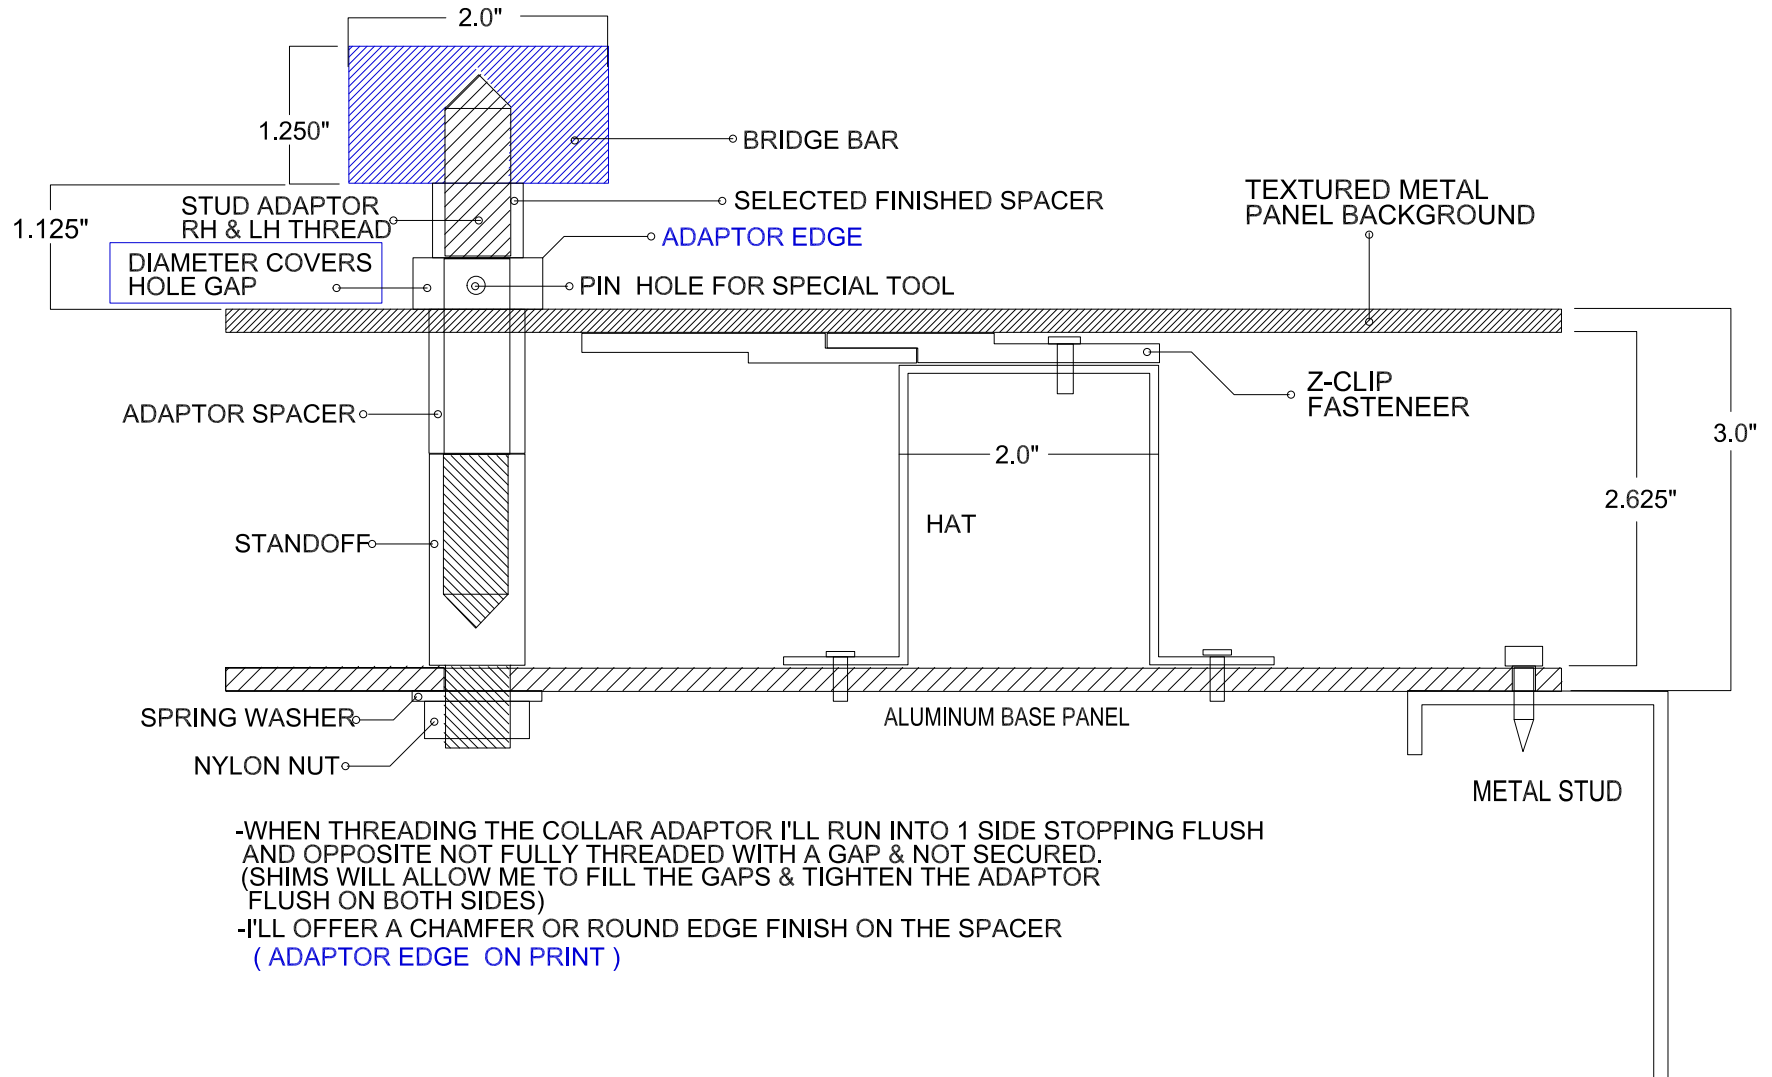 2.0"
1.250"
BRIDGE BAR
1.125"
STUD ADAPTOR
RH & LH THREAD
SELECTED FINISHED SPACER
TEXTURED METAL
PANEL BACKGROUND
ADAPTOR EDGE
DIAMETER COVERS
HOLE GAP
PIN HOLE FOR SPECIAL TOOL
Z-CLIP
FASTENEER
ADAPTOR SPACER
3.0"
2.0"
2.625"
HAT
STANDOFF
SPRING WASHER
ALUMINUM BASE PANEL
NYLON NUT
METAL STUD
-WHEN THREADING THE COLLAR ADAPTOR I'LL RUN INTO 1 SIDE STOPPING FLUSH
AND OPPOSITE NOT FULLY THREADED WITH A GAP & NOT SECURED.
(SHIMS WILL ALLOW ME TO FILL THE GAPS & TIGHTEN THE ADAPTOR
FLUSH ON BOTH SIDES)
-I'LL OFFER A CHAMFER OR ROUND EDGE FINISH ON THE SPACER
( ADAPTOR EDGE ON PRINT )